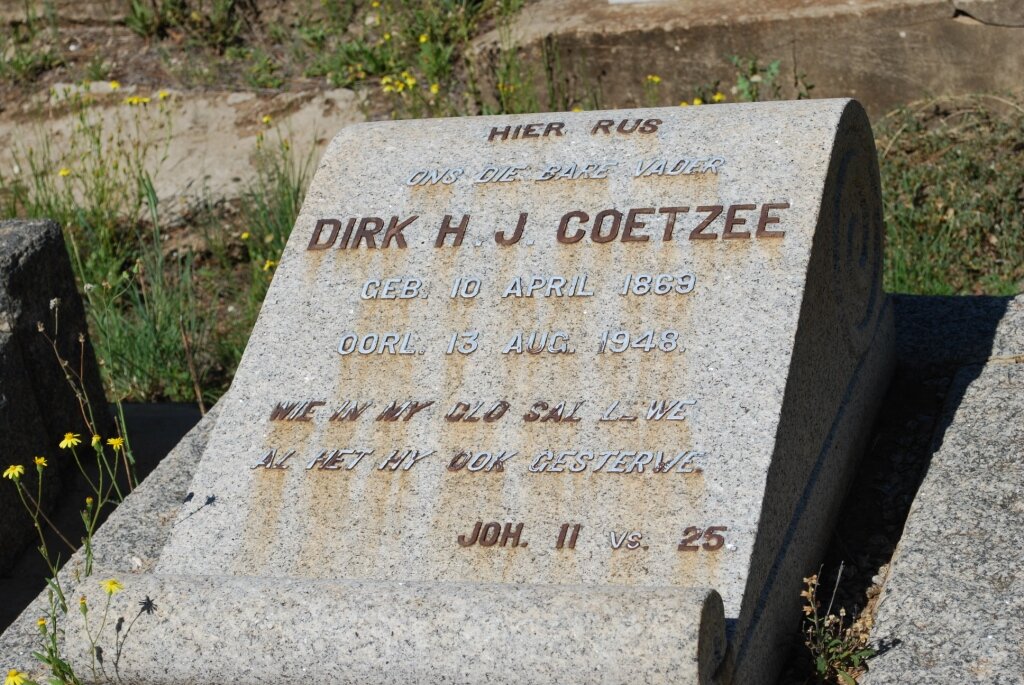 HIER RUS
ONS DIE BARE VADER
DIRK H. J. COETZEE
GEB. 10 APRIL 1869
OORL. 13 AUG. 1948.
WIE IN MY GLO SAL LEWE
AL HET HY OOK GESTERWE.
JOH. 11 VS. 25.